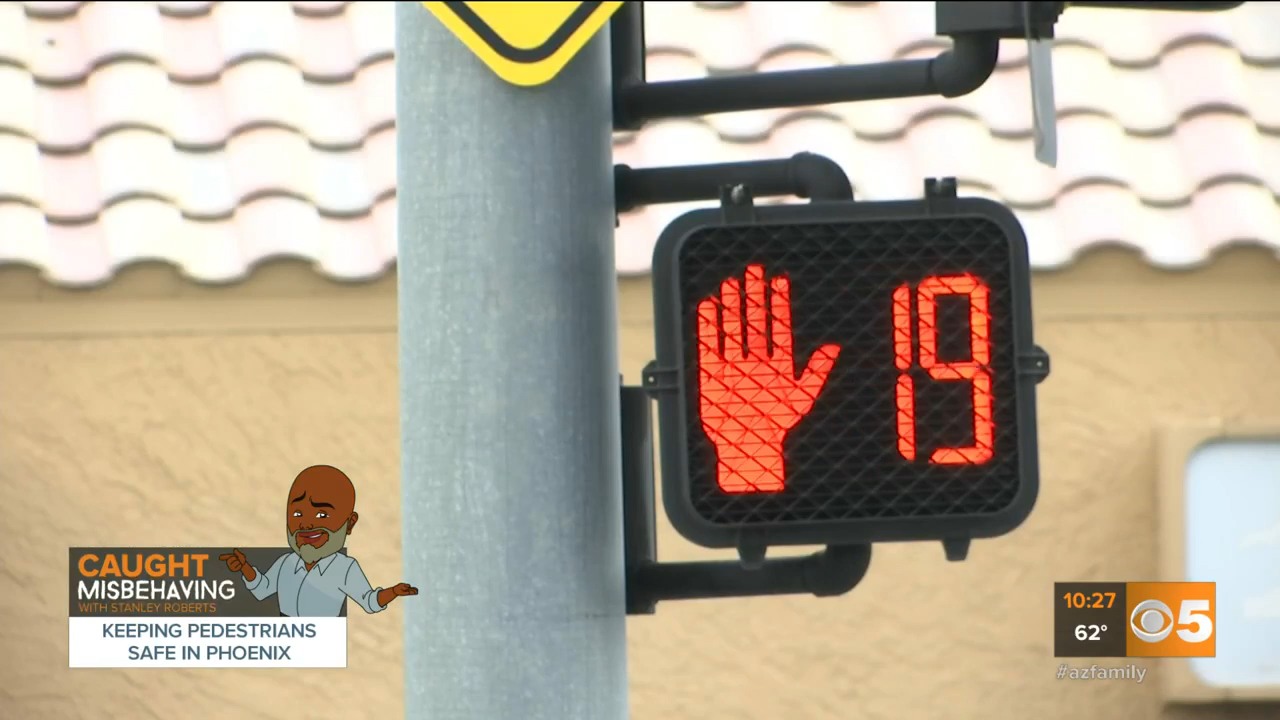 19
CAUGHT
MISBEHAVING
WITH STANLEY ROBERTS
KEEPING PEDESTRIANS
SAFE IN PHOENIX
10:27
62°
5
#azfamily